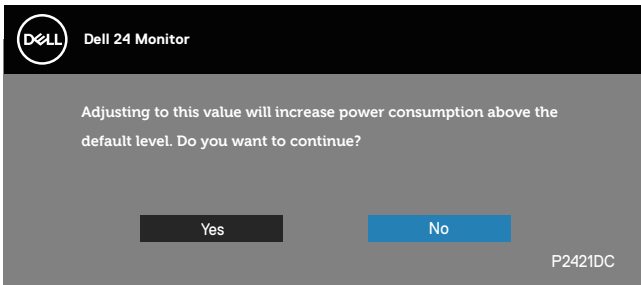 DELL
Dell 24 Monitor
Adjusting to this value will increase power consumption above the
default level. Do you want to continue?
Yes
No
P2421DC